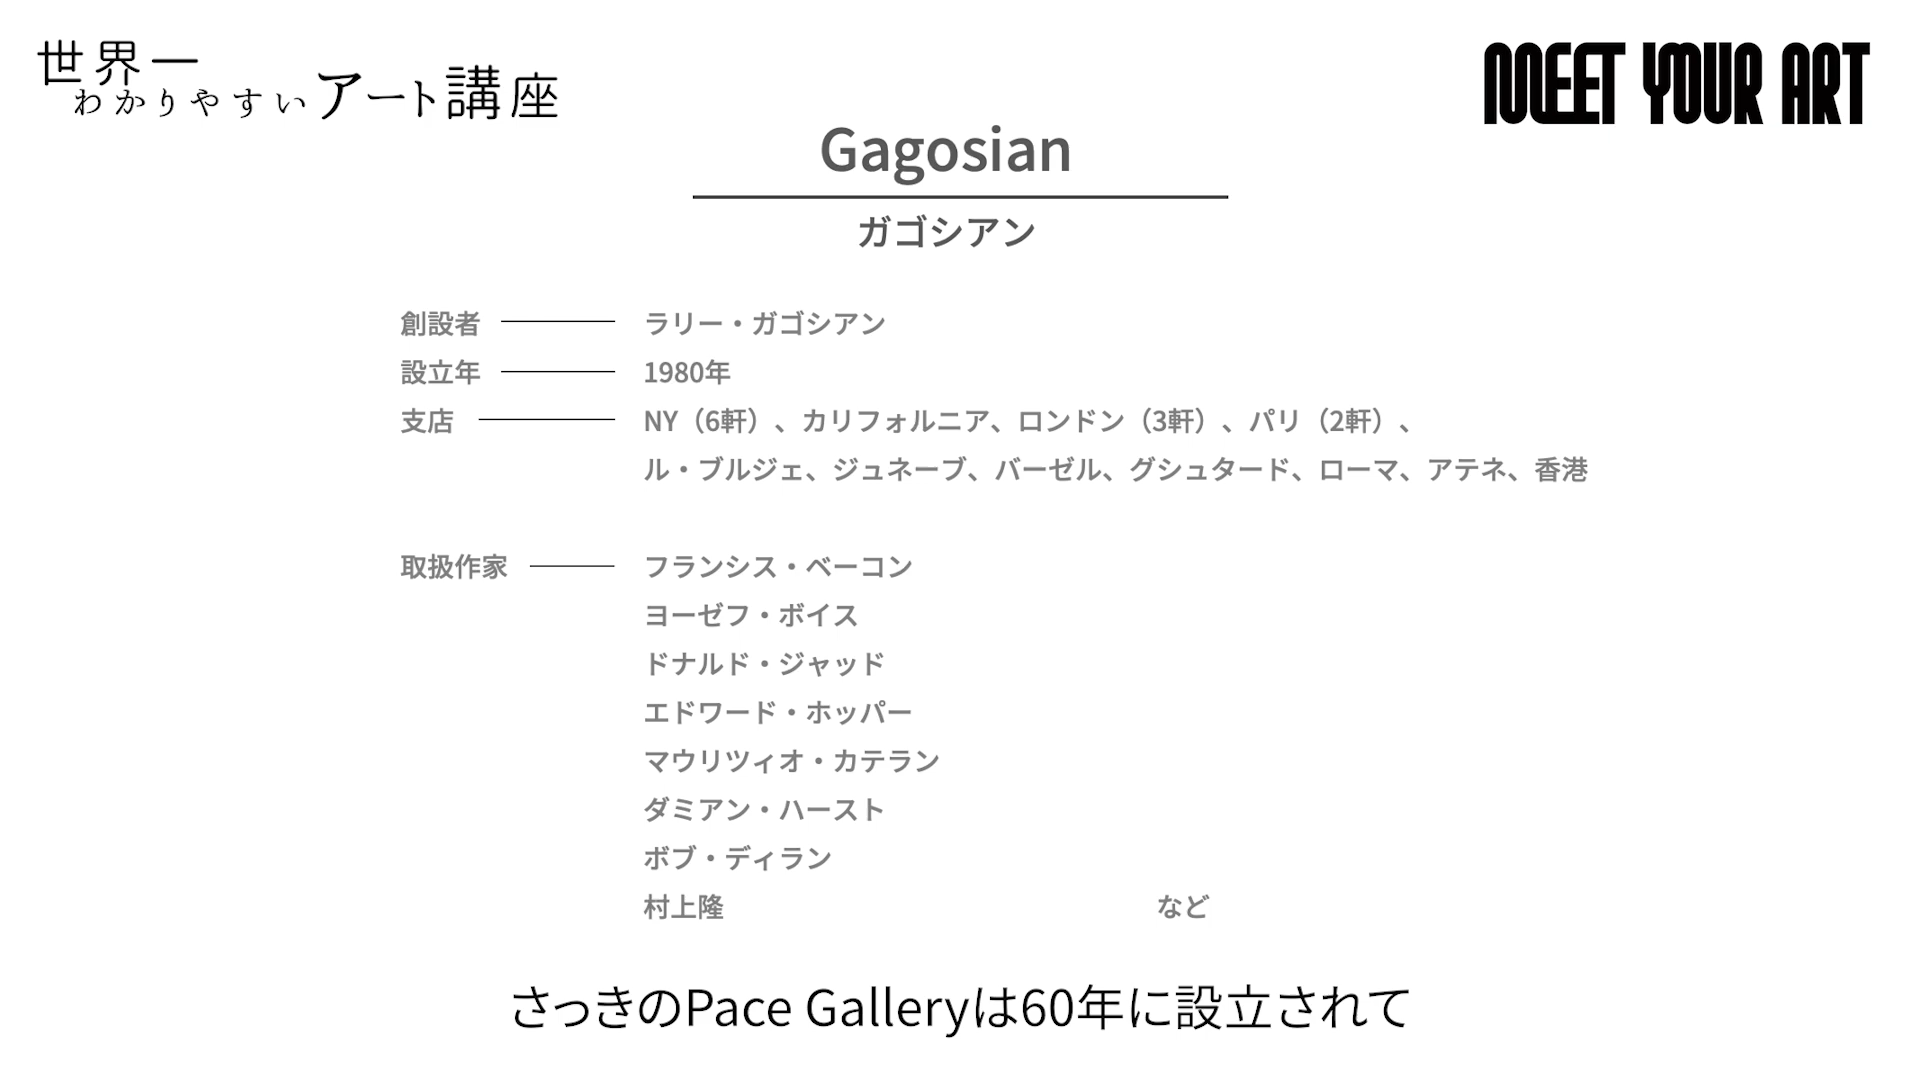 世界一
わかりやすいアート講座
MEET YOUR ART
Gagosian
ガゴシアン
創設者 ラリー・ガゴシアン
設立年 1980年
支店 NY（6軒）、カリフォルニア、ロンドン（3軒）、パリ（2軒）、
ル・ブルジェ、ジュネーブ、バーゼル、グシュタード、ローマ、アテネ、香港
取扱作家 フランシス・ベーコン
ヨーゼフ・ボイス
ドナルド・ジャッド
エドワード・ホッパー
マウリツィオ・カテラン
ダミアン・ハースト
ボブ・ディラン
村上隆 など
さっきのPace Galleryは60年に設立されて